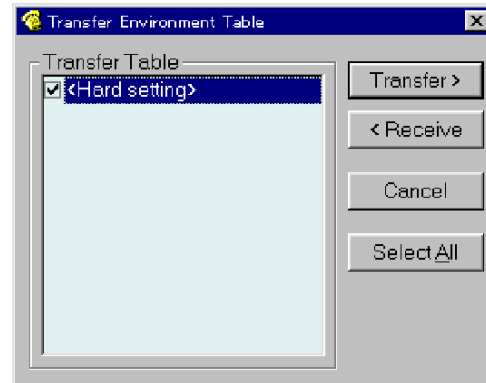 Transfer Environment Table
Transfer Table
<Hard setting>
Transfer >
< Receive
Cancel
Select All